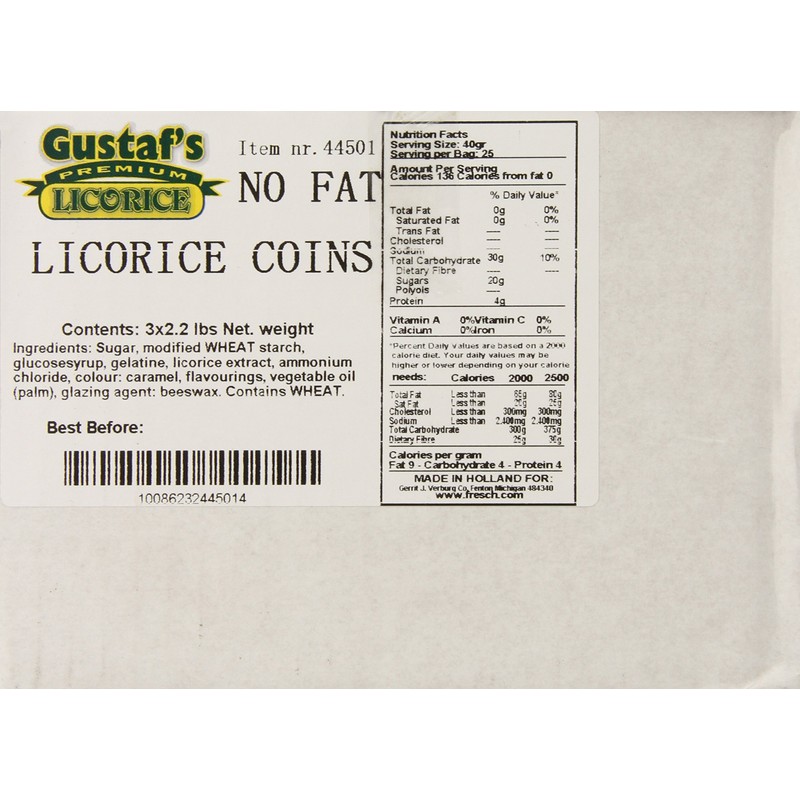 Gustaf's
PREMIUM
LICORICE
Item nr. 44501
NO FAT
LICORICE COINS
Contents: 3x2.2 lbs Net. weight
Ingredients: Sugar, modified WHEAT starch,
glucosesyrup, gelatine, licorice extract, ammonium
chloride, colour: caramel, flavourings, vegetable oil
(palm), glazing agent: beeswax. Contains WHEAT.
Best Before:
10086232445014
Nutrition Facts
Serving Size: 40gr
Serving per Bag: 25
Amount Per Serving
Calories 136 Calories from fat 0
% Daily Value*
Total Fat 0g 0%
Saturated Fat 0g 0%
Trans Fat
Cholesterol
Sodium
Total Carbohydrate 30g 10%
Dietary Fibre
Sugars 20g
Polyols
Protein 4g
Vitamin A 0%Vitamin C 0%
Calcium 0%Iron 0%
*Percent Daily Values are based on a 2000
calorie diet. Your daily values may be
higher or lower depending on your calorie
needs: Calories 2000 2500
Total Fat Less than 65g 80g
Sat Fat Less than 25g
Cholesterol Less than 300mg 300mg
Sodium Less than 2.400mg 2.400mg
Total Carbohydrate 300g 375g
Dietary Fibre 25g 30g
Calories per gram
Fat 9 - Carbohydrate 4 - Protein 4
MADE IN HOLLAND FOR:
Gerrit J. Verburg Co, Fenton Michigan 484340
www.fresch.com